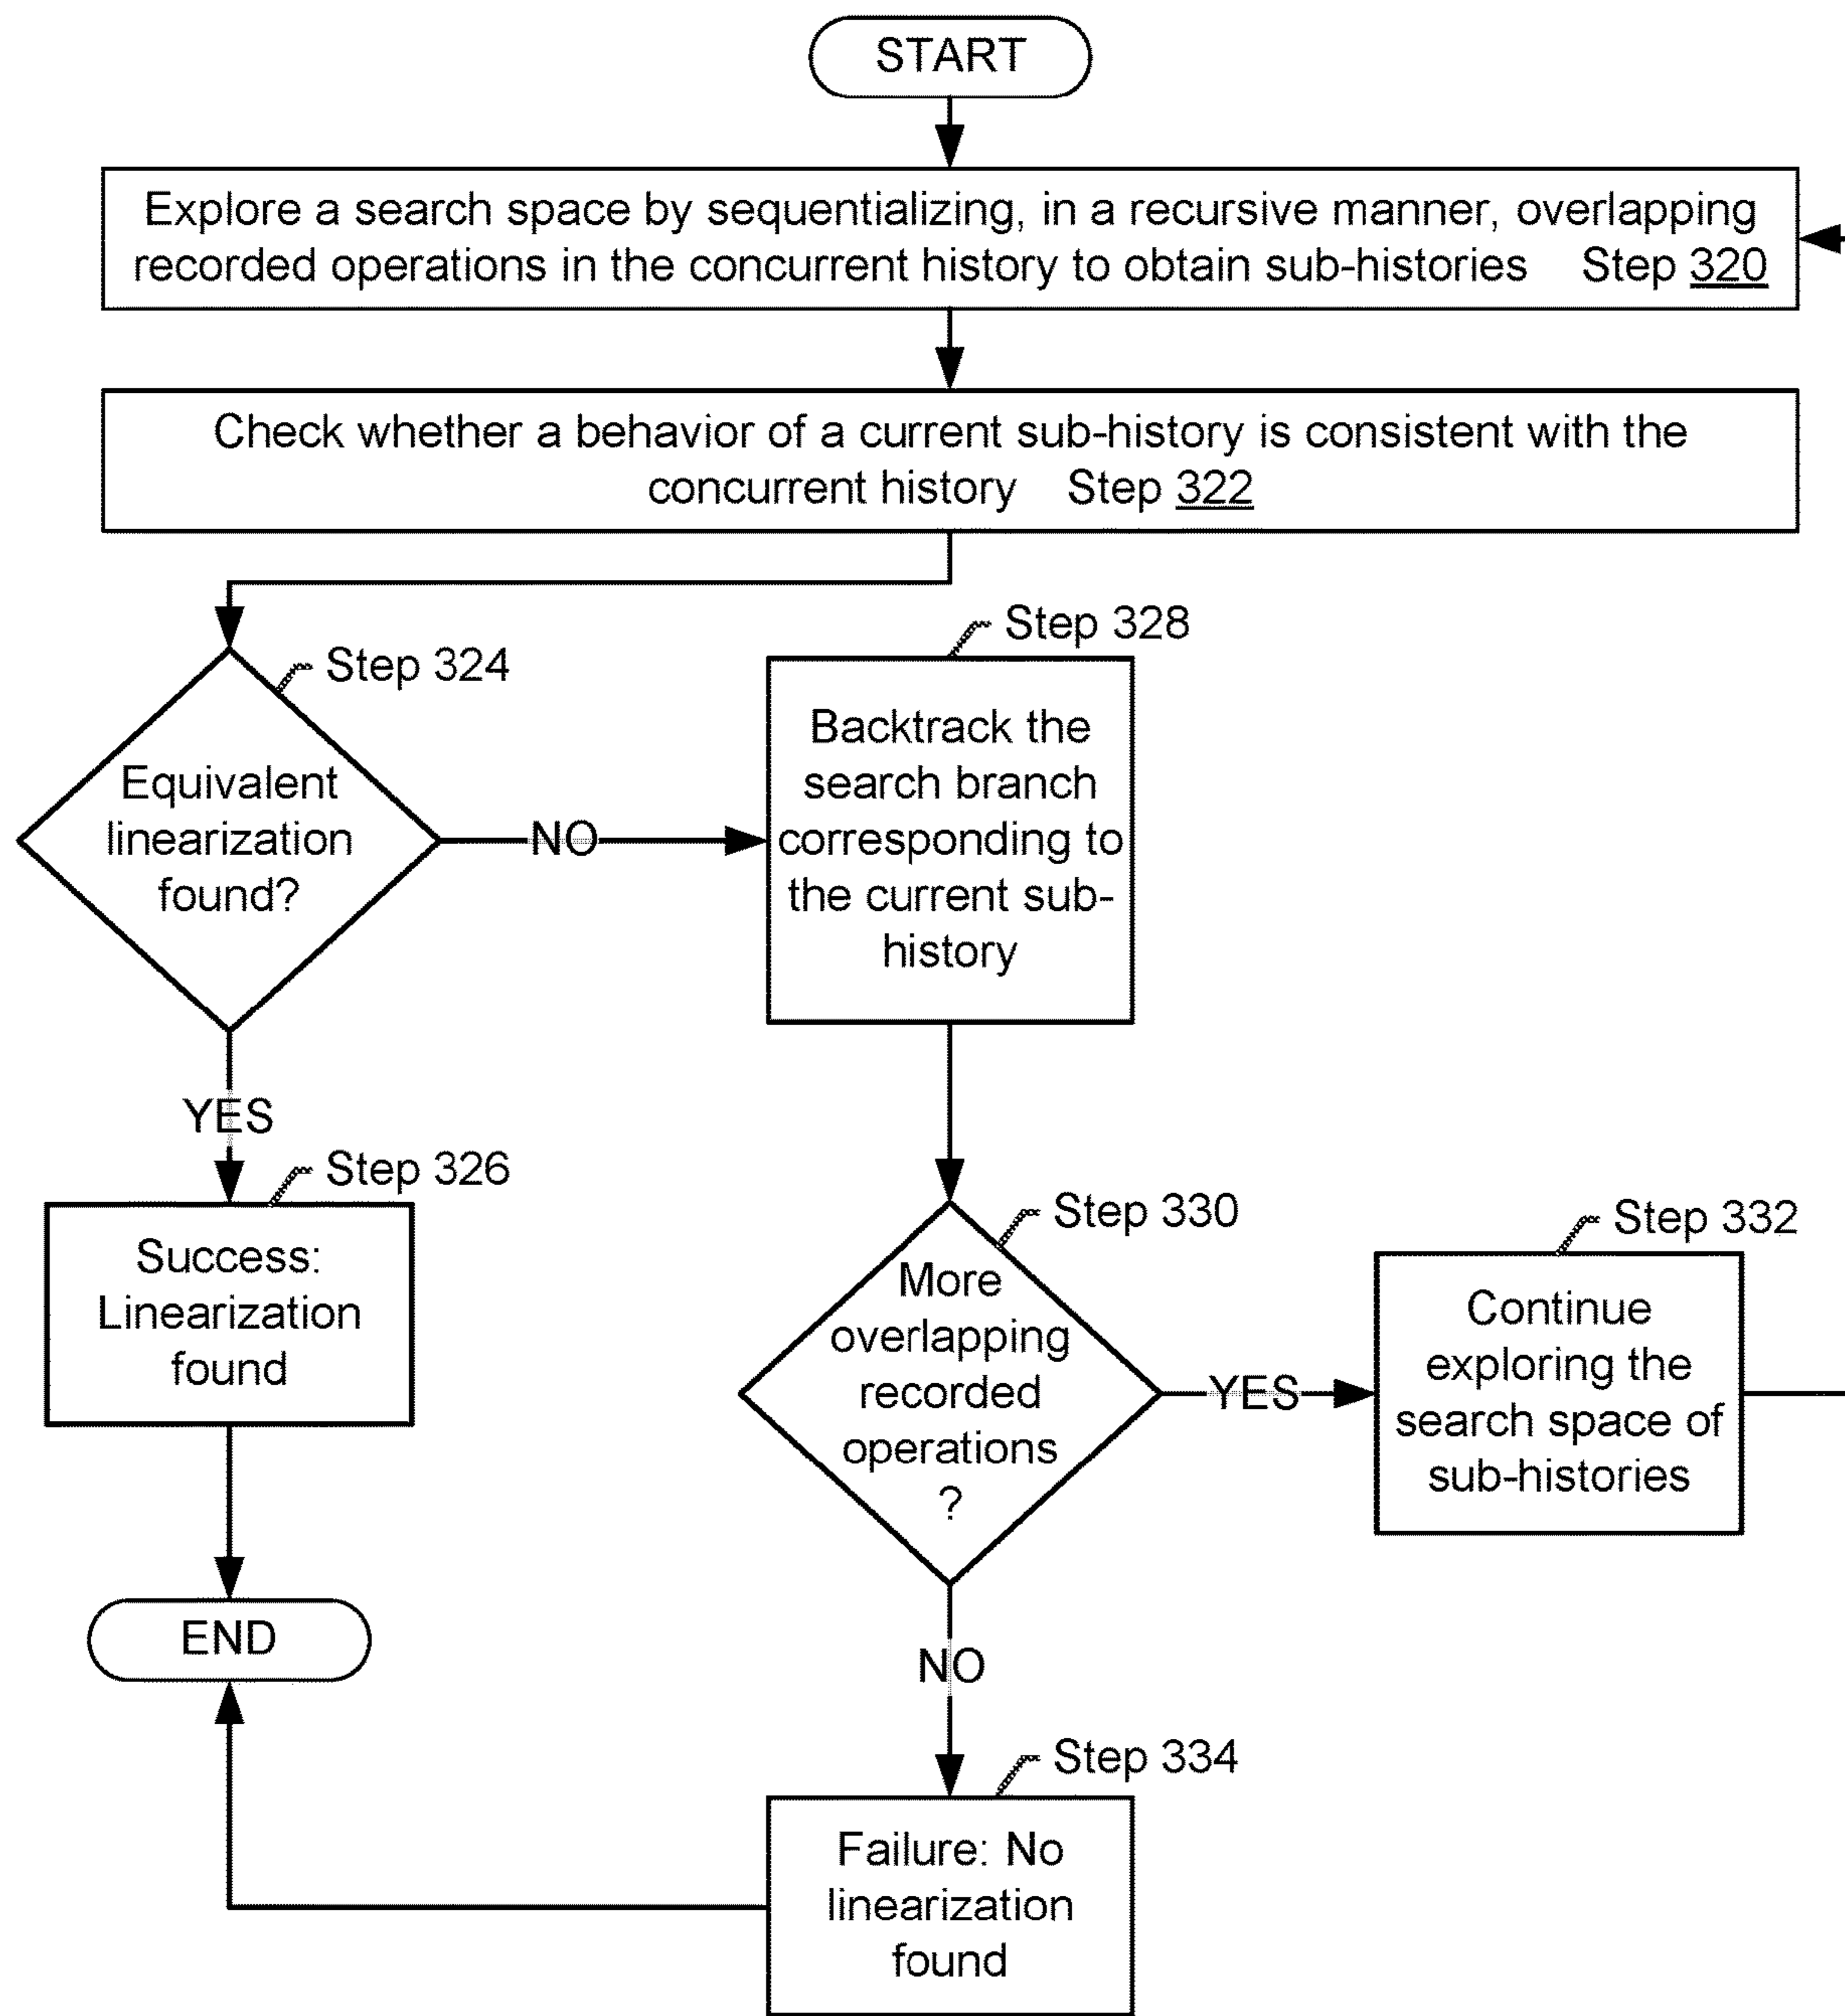 START
Explore a search space by sequentializing, in a recursive manner, overlapping
recorded operations in the concurrent history to obtain sub-histories Step 320
Check whether a behavior of a current sub-history is consistent with the
concurrent history Step 322
Step 324
Equivalent
linearization
found?
NO
Step 328
Backtrack the
search branch
corresponding to
the current sub-
history
YES
Step 326
Success:
Linearization
found
Step 330
More
overlapping
recorded
operations
?
YES
Step 332
Continue
exploring the
search space of
sub-histories
END
NO
Step 334
Failure: No
linearization
found